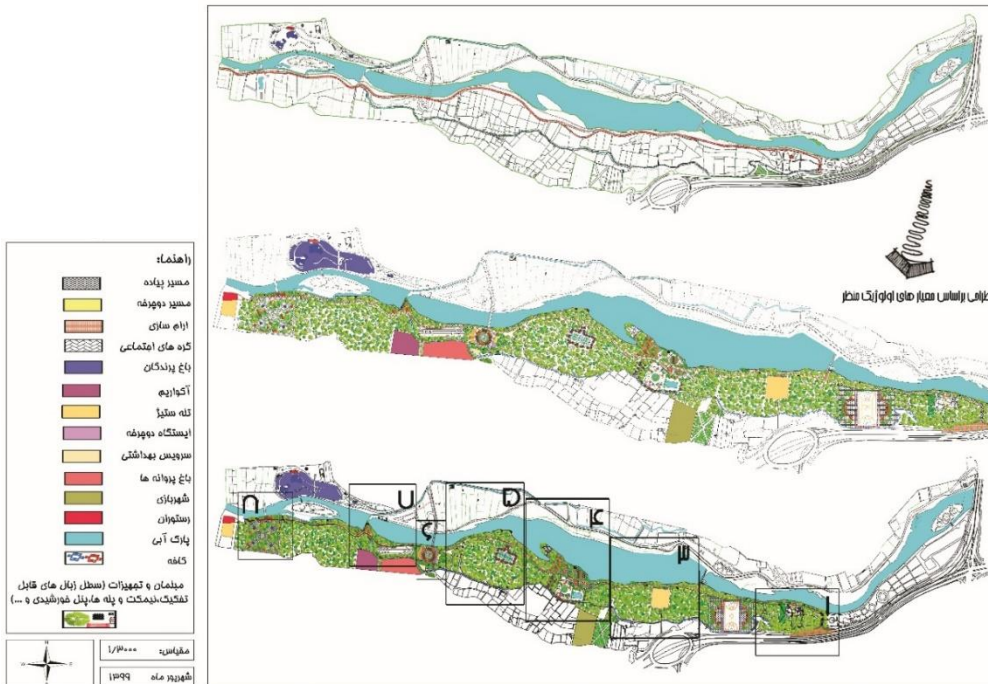 راهنما:
مسیر پیاده
مسیر دوچرخه
آرام سازی
گره های اجتماعی
باغ پرندگان
آکواریم
تله ستیژ
ایستگاه دوچرخه
سرویس بهداشتی
باغ پروانه ها
شهربازی
رستوران
پارک آبی
کافه
مبلمان و تجهیزات (سطل زباله های قابل
تفکیک،نیمکت و پله ها،پنل خورشیدی و ...)
مقیاس: ۱/۳۰۰۰
شهریور ماه ۱۳۹۹
طراحی براساس معیار های اکولوژیک منظر